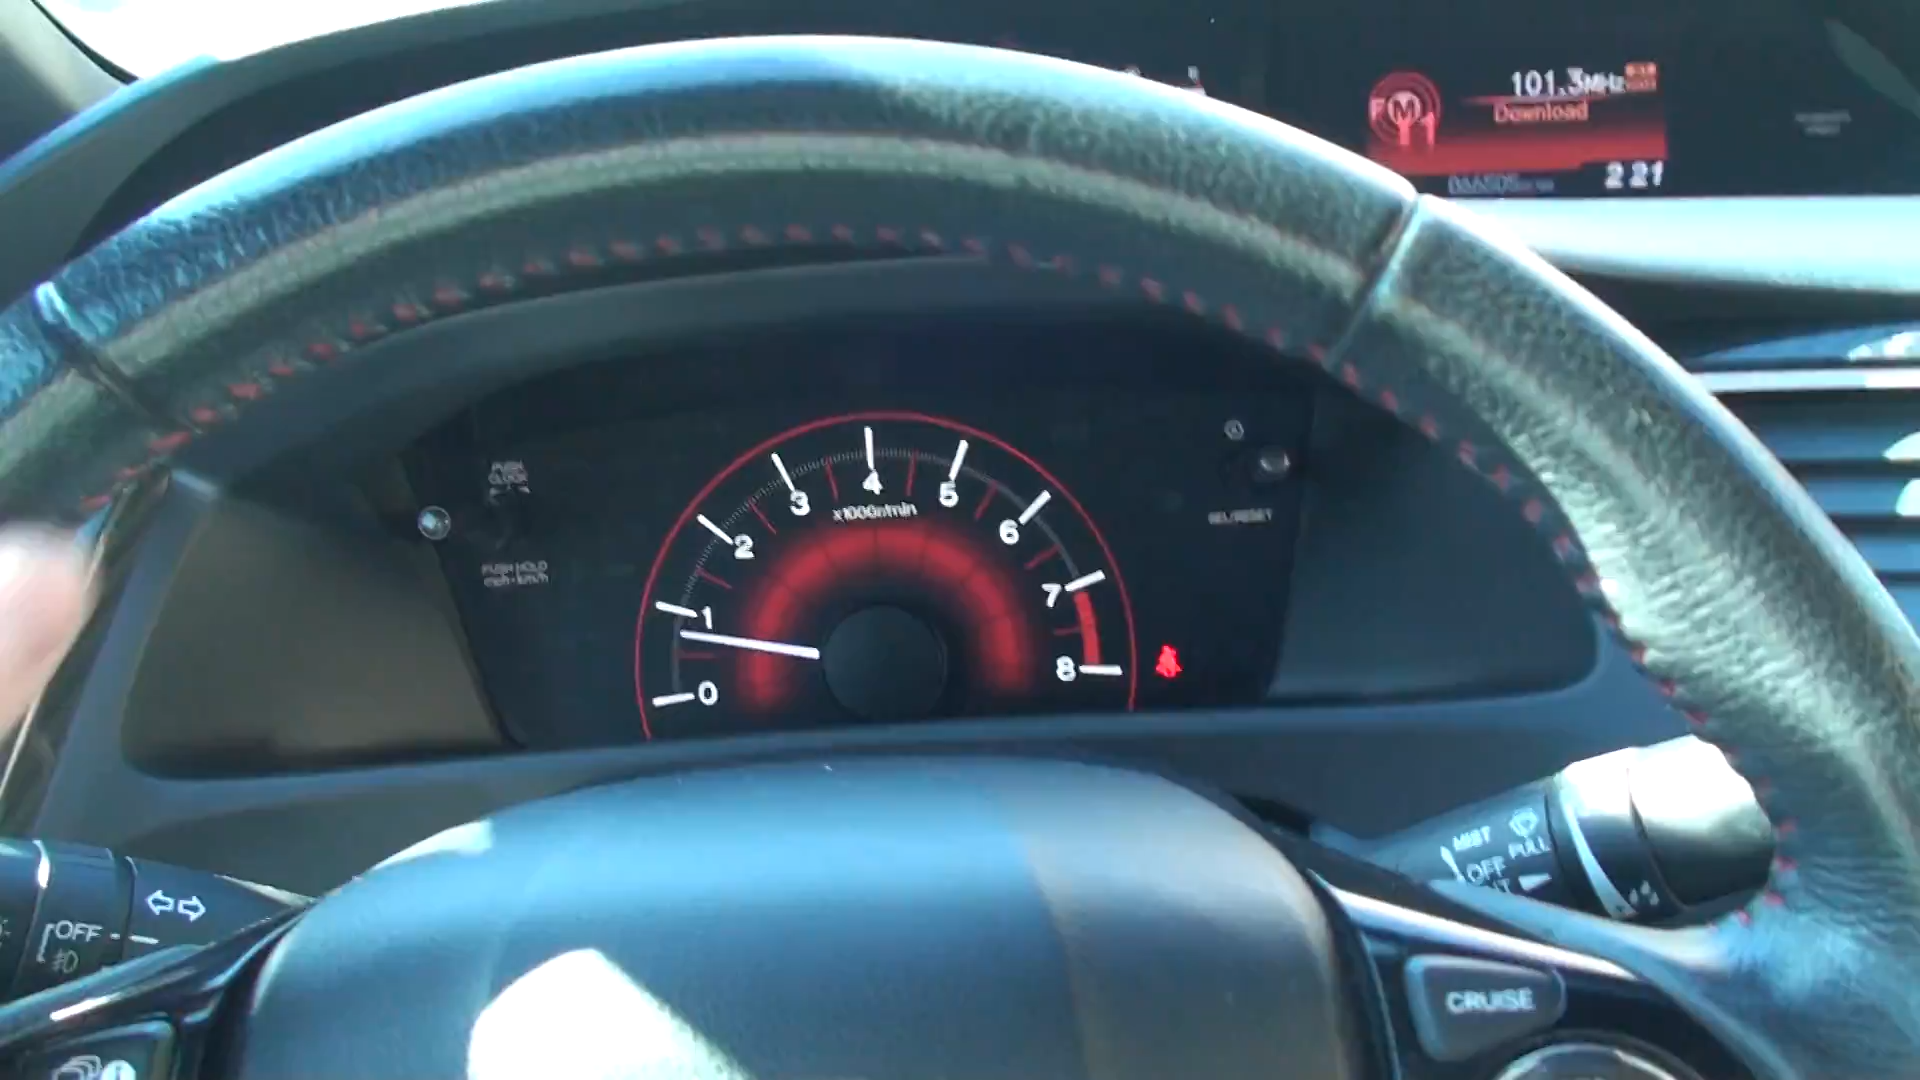 101.3MHz
FM
Download
2 21
PUSH
CLOCK
PUSH HOLD
mph•km/h
SEL/RESET
0
1
2
3
4
5
6
7
8
x1000r/min
MIST
OFF
FULL
OFF
CRUISE